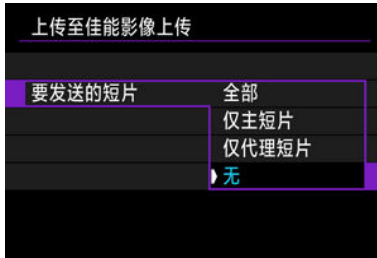 上传至佳能影像上传
要发送的短片 全部
仅主短片
仅代理短片
无